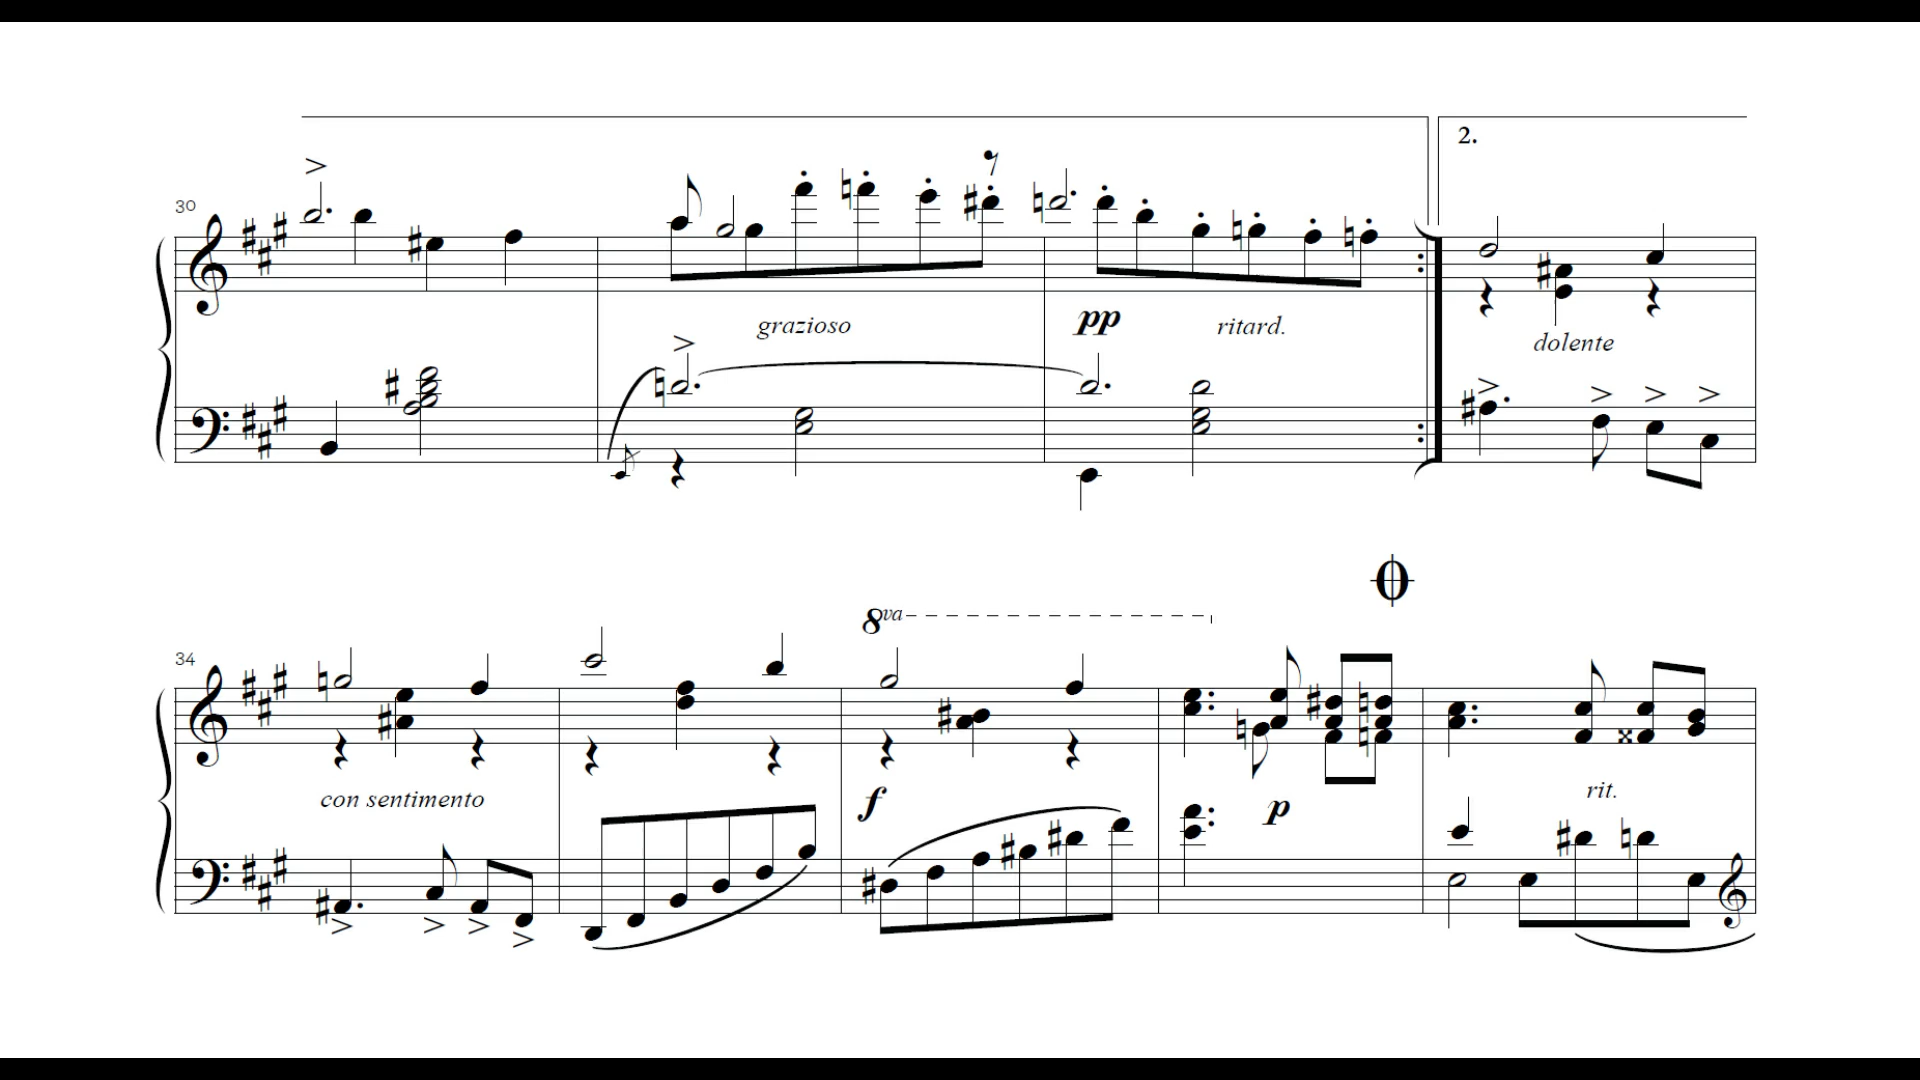 2.
30
grazioso
pp
ritard.
dolente
8va
34
con sentimento
f
p
rit.